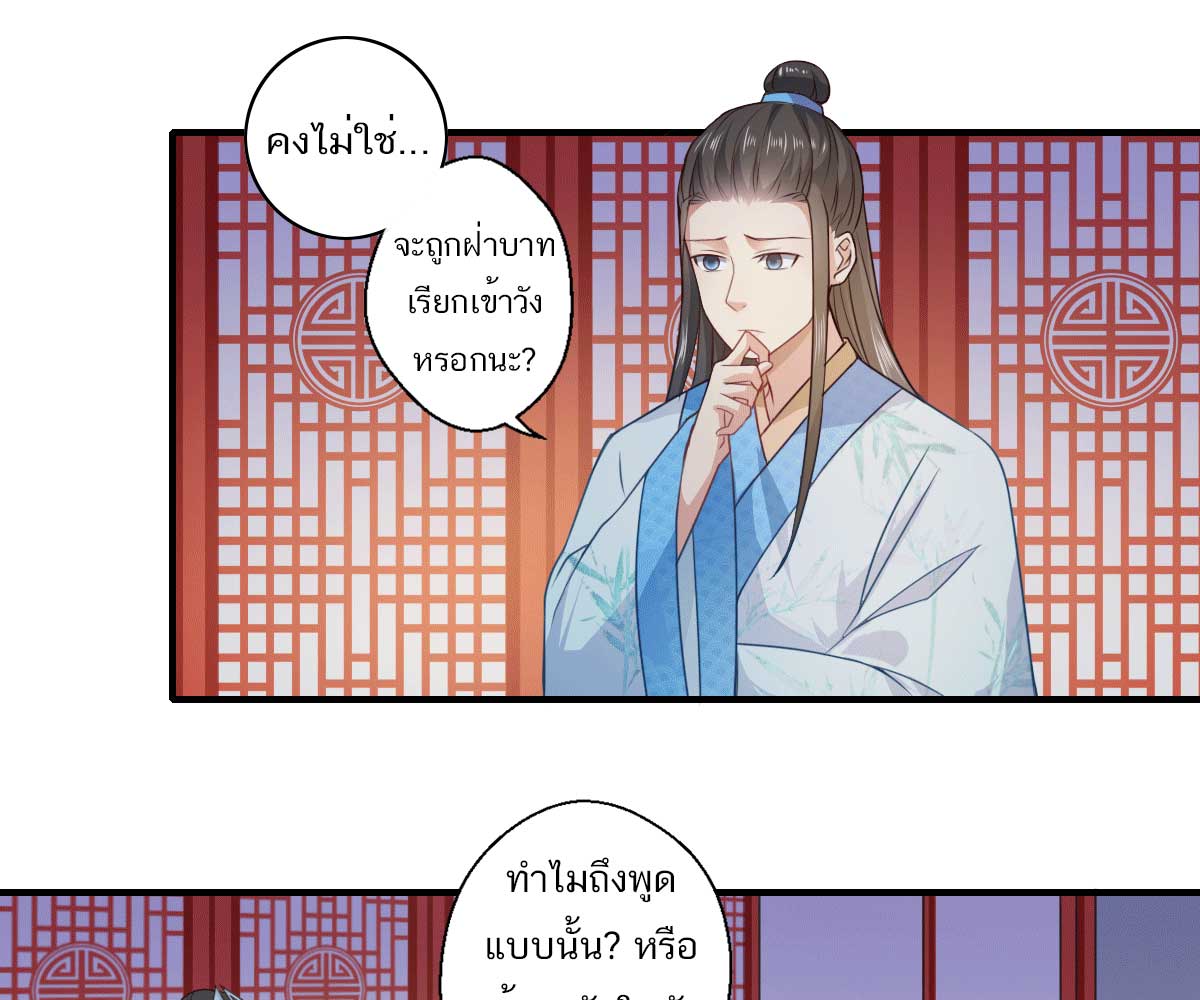 คงไม่ใช่...
จะถูกฝ่าบาท
เรียกเข้าวัง
หรอกนะ?
ทำไมถึงพูด
แบบนั้น? หรือ